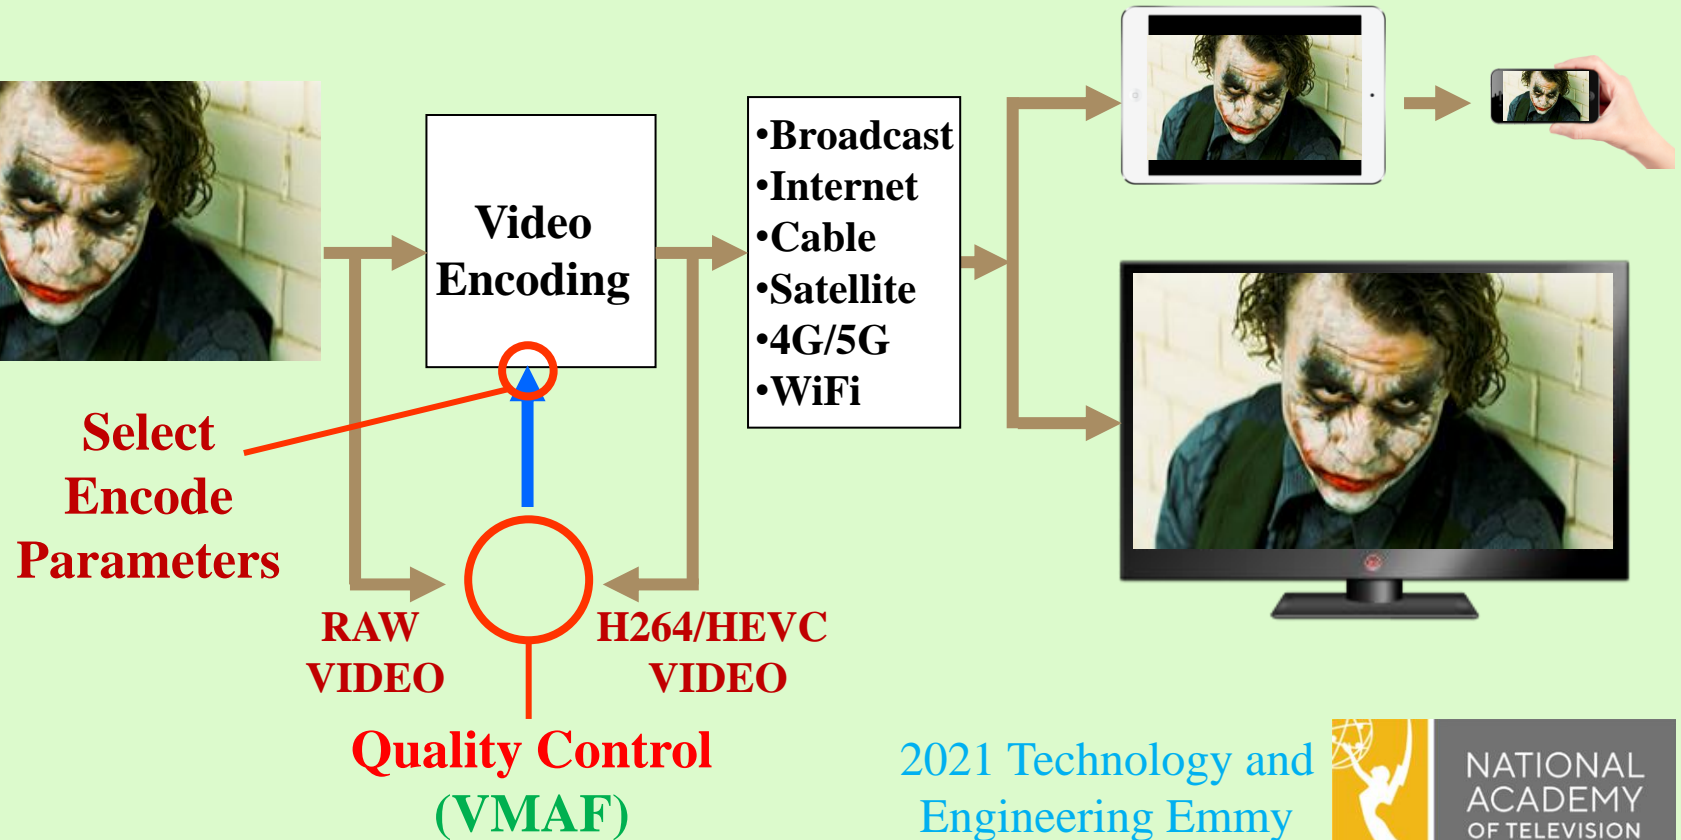 Video
Encoding
•Broadcast
•Internet
•Cable
•Satellite
•4G/5G
•WiFi
Select
Encode
Parameters
RAW
VIDEO
H264/HEVC
VIDEO
Quality Control
(VMAF)
2021 Technology and
Engineering Emmy
NATIONAL
ACADEMY
OF TELEVISION